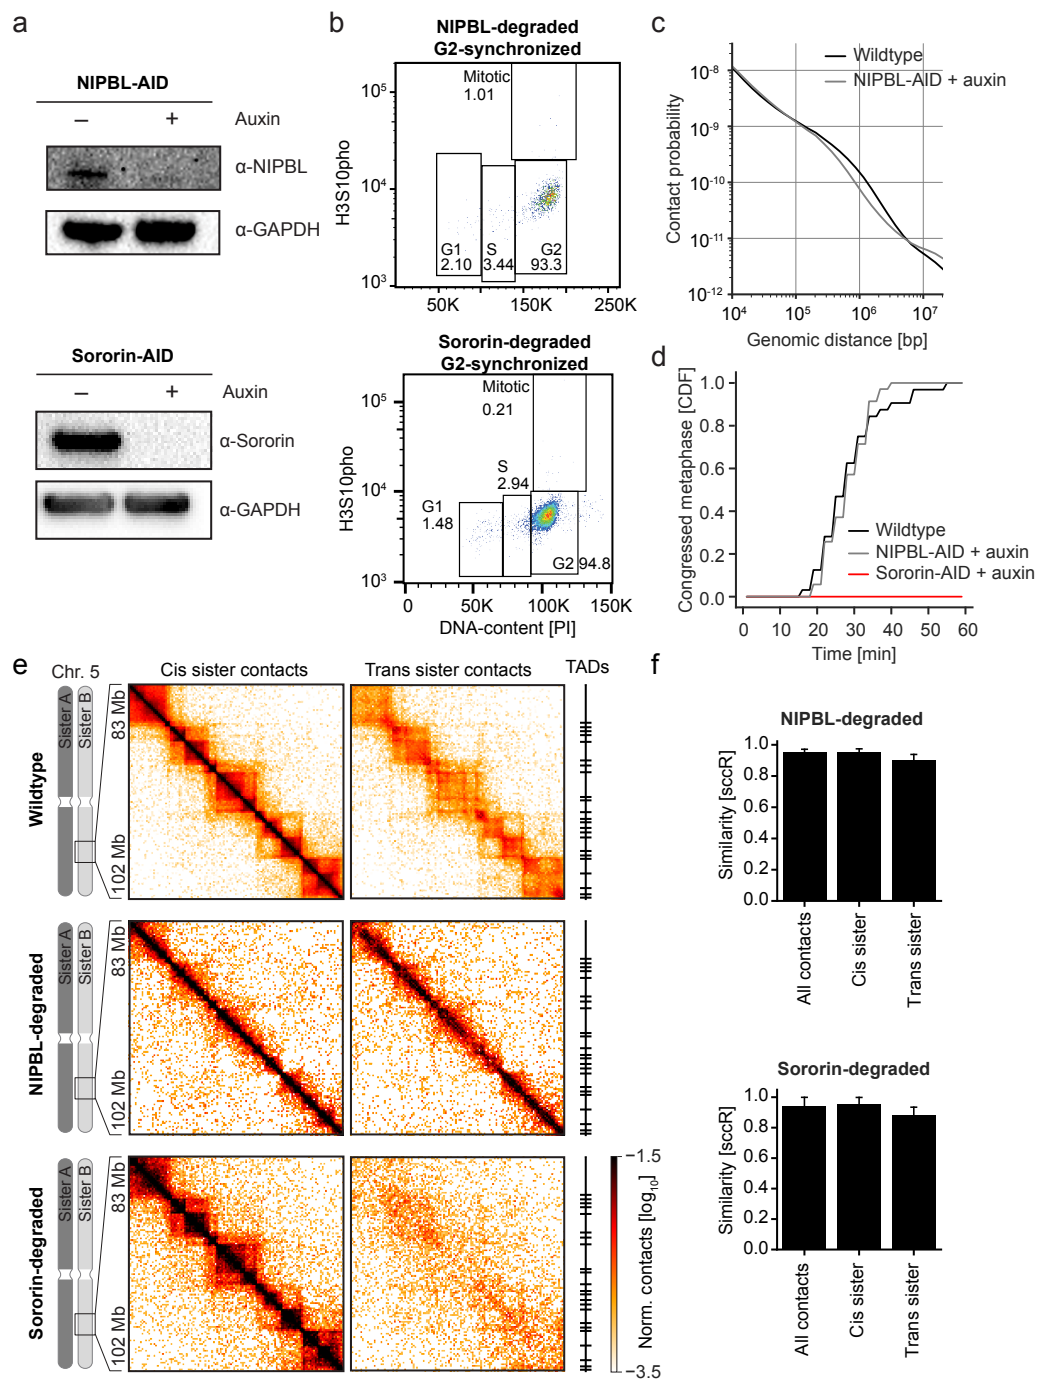 a
NIPBL-AID
− + Auxin
α-NIPBL
α-GAPDH
Sororin-AID
− + Auxin
α-Sororin
α-GAPDH
b
NIPBL-degraded
G2-synchronized
H3S10pho
10⁵
10⁴
10³
Mitotic
1.01
G1
2.10
S
3.44
G2
93.3
50K 150K 250K
Sororin-degraded
G2-synchronized
H3S10pho
10⁵
10⁴
10³
Mitotic
0.21
S
2.94
G1
1.48
G2 94.8
0 50K 100K 150K
DNA-content [PI]
c
Contact probability
10⁻⁸
10⁻⁹
10⁻¹⁰
10⁻¹¹
10⁻¹²
Wildtype
NIPBL-AID + auxin
10⁴ 10⁵ 10⁶ 10⁷
Genomic distance [bp]
d
Congressed metaphase [CDF]
1.0
0.8
0.6
0.4
0.2
0.0
Wildtype
NIPBL-AID + auxin
Sororin-AID + auxin
0 10 20 30 40 50 60
Time [min]
e
Chr. 5
Cis sister contacts
Trans sister contacts
TADs
Wildtype
Sister A
Sister B
83 Mb
102 Mb
NIPBL-degraded
Sister A
Sister B
83 Mb
102 Mb
Sororin-degraded
Sister A
Sister B
83 Mb
102 Mb
−1.5
Norm. contacts [log₁₀]
−3.5
f
NIPBL-degraded
Similarity [sccR]
1.0
0.8
0.6
0.4
0.2
0.0
All contacts
Cis sister
Trans sister
Sororin-degraded
Similarity [sccR]
1.0
0.8
0.6
0.4
0.2
0.0
All contacts
Cis sister
Trans sister